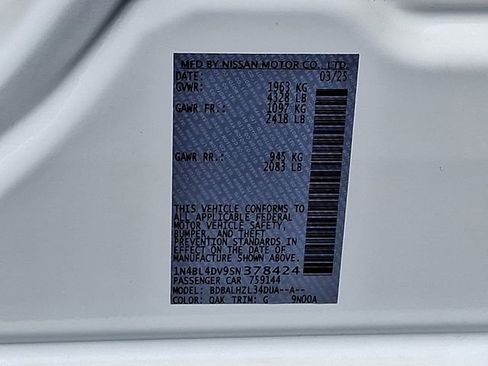 MFD BY NISSAN MOTOR CO., LTD.
DATE: 03/25
GVWR: 1963 KG
4328 LB
GAWR FR: 1097 KG
2418 LB
GAWR RR: 945 KG
2083 LB
THIS VEHICLE CONFORMS TO
ALL APPLICABLE FEDERAL
MOTOR VEHICLE SAFETY,
BUMPER, AND THEFT
PREVENTION STANDARDS IN
EFFECT ON THE DATE OF
MANUFACTURE SHOWN ABOVE.
1N4BL4DV9SN378424
PASSENGER CAR 759144
MODEL: BDBALHZL34DUA--A--
COLOR: QAK TRIM: G 9N00A